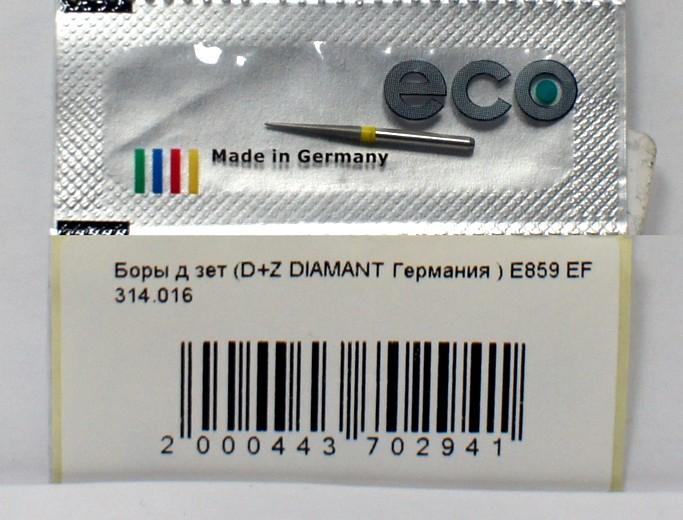 eco
Made in Germany
Боры д зет (D+Z DIAMANT Германия ) E859 EF
314.016
2 000443 702941